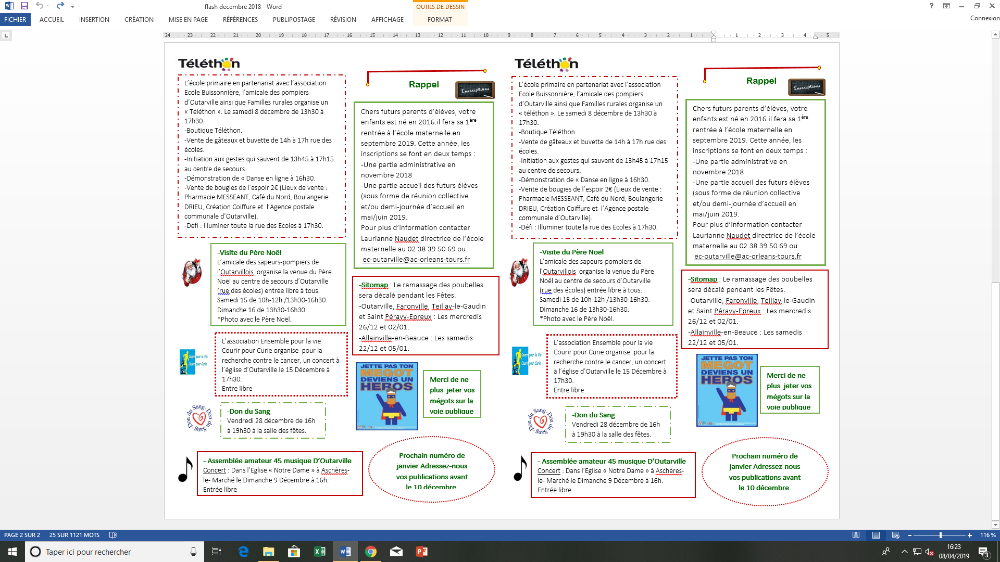 flash decembre 2018 - Word
OUTILS DE DESSIN
FICHIER
ACCUEIL
INSERTION
CRÉATION
MISE EN PAGE
RÉFÉRENCES
PUBLIPOSTAGE
RÉVISION
AFFICHAGE
FORMAT
Connexion
24 23 22 21 20 19 18 17 16 15 14 13 12 11 10 9 8 7 6 5 4 3 2 1 1 2 3 4 5
Téléthon
L'école primaire en partenariat avec l'association
Ecole Buissonnière, l'amicale des pompiers
d'Outarville ainsi que Familles rurales organise un
« Téléthon ». Le samedi 8 décembre de 13h30 à
17h30.
-Boutique Téléthon.
-Vente de gâteaux et buvette de 14h à 17h rue des
écoles.
-Initiation aux gestes qui sauvent de 13h45 à 17h15
au centre de secours.
-Démonstration de « Danse en ligne à 16h30.
-Vente de bougies de l'espoir 2€ (Lieux de vente :
Pharmacie MESSEANT, Café du Nord, Boulangerie
DRIEU, Création Coiffure et  l'Agence postale
communale d'Outarville).
-Défi : Illuminer toute la rue des Ecoles à 17h30.
-Visite du Père Noël
L'amicale des sapeurs-pompiers de
l'Outarvillois  organise la venue du Père
Noël au centre de secours d'Outarville
(rue des écoles) entrée libre à tous.
Samedi 15 de 10h-12h /13h30-16h30.
Dimanche 16 de 13h30-16h30.
*Photo avec le Père Noël.
Courir pour la Vie
Courir pour Curie
L'association Ensemble pour la vie
Courir pour Curie organise  pour la
recherche contre le cancer, un concert à
l'église d'Outarville le 15 Décembre à
17h30.
Entre libre
Don du Sang-Don du Sang-
-Don du Sang
Vendredi 28 décembre de 16h
à 19h30 à la salle des fêtes.
- Assemblée amateur 45 musique D'Outarville
Concert : Dans l'Eglise « Notre Dame » à Aschères-
le- Marché le Dimanche 9 Décembre à 16h.
Entrée libre
Rappel
Inscriptions
Chers futurs parents d'élèves, votre
enfants est né en 2016.il fera sa 1ère
rentrée à l'école maternelle en
septembre 2019. Cette année, les
inscriptions se font en deux temps :
-Une partie administrative en
novembre 2018
-Une partie accueil des futurs élèves
(sous forme de réunion collective
et/ou demi-journée d'accueil en
mai/juin 2019.
Pour plus d'information contacter
Laurianne Naudet directrice de l'école
maternelle au 02 38 39 50 69 ou
ec-outarville@ac-orleans-tours.fr
-Sitomap : Le ramassage des poubelles
sera décalé pendant les Fêtes.
-Outarville, Faronville, Teillay-le-Gaudin
et Saint Péravy-Epreux : Les mercredis
26/12 et 02/01.
-Allainville-en-Beauce : Les samedis
22/12 et 05/01.
JETTE PAS TON
MEGOT
DEVIENS UN
HEROS
Merci de ne
plus  jeter vos
mégots sur la
voie publique
Prochain numéro de
janvier Adressez-nous
vos publications avant
le 10 décembre
Téléthon
L'école primaire en partenariat avec l'association
Ecole Buissonnière, l'amicale des pompiers
d'Outarville ainsi que Familles rurales organise un
« téléthon ». Le samedi 8 décembre de 13h30 à
17h30.
-Boutique Téléthon
-Vente de gâteaux et buvette de 14h à 17h rue des
écoles.
-Initiation aux gestes qui sauvent de 13h45 à 17h15
au centre de secours.
-Démonstration de « Danse en ligne à 16h30.
-Vente de bougies de l'espoir 2€ (Lieux de vente :
Pharmacie MESSEANT, Café du Nord, Boulangerie
DRIEU, Création Coiffure et  l'Agence postale
communale d'Outarville).
-Défi : Illuminer toute la rue des Ecoles à 17h30.
-Visite du Père Noël
L'amicale des sapeurs-pompiers de
l'Outarvillois  organise la venue du Père
Noël au centre de secours d'Outarville
(rue des écoles) entrée libre à tous.
Samedi 15 de 10h-12h /13h30-16h30.
Dimanche 16 de 13h30-16h30.
*Photo avec le Père Noël.
Courir pour la Vie
Courir pour Curie
L'association Ensemble pour la vie
Courir pour Curie organise  pour la
recherche contre le cancer, un concert
à l'église d'Outarville le 15 Décembre à
17h30.
Entre libre
Don du Sang-Don du Sang-
-Don du Sang
Vendredi 28 décembre de 16h
à 19h30 à la salle des fêtes.
- Assemblée amateur 45 musique D'Outarville
Concert : Dans l'Eglise « Notre Dame » à Aschères-
le- Marché le Dimanche 9 Décembre à 16h.
Entrée libre
Rappel
Inscriptions
Chers futurs parents d'élèves, votre
enfants est né en 2016.il fera sa 1ère
rentrée à l'école maternelle en
septembre 2019. Cette année, les
inscriptions se font en deux temps :
-Une partie administrative en
novembre 2018
-Une partie accueil des futurs élèves
(sous forme de réunion collective
et/ou demi-journée d'accueil en
mai/juin 2019.
Pour plus d'information contacter
Laurianne Naudet directrice de l'école
maternelle au 02 38 39 50 69 ou
ec-outarville@ac-orleans-tours.fr
-Sitomap : Le ramassage des poubelles
sera décalé pendant les Fêtes.
-Outarville, Faronville, Teillay-le-Gaudin
et Saint Péravy-Epreux : Les mercredis
26/12 et 02/01.
-Allainville-en-Beauce : Les samedis
22/12 et 05/01.
JETTE PAS TON
MEGOT
DEVIENS UN
HEROS
Merci de ne
plus  jeter vos
mégots sur la
voie publique
Prochain numéro de
janvier Adressez-nous
vos publications avant
le 10 décembre.
PAGE 2 SUR 2
25 SUR 1121 MOTS
116 %
Taper ici pour rechercher
16:23
08/04/2019
3